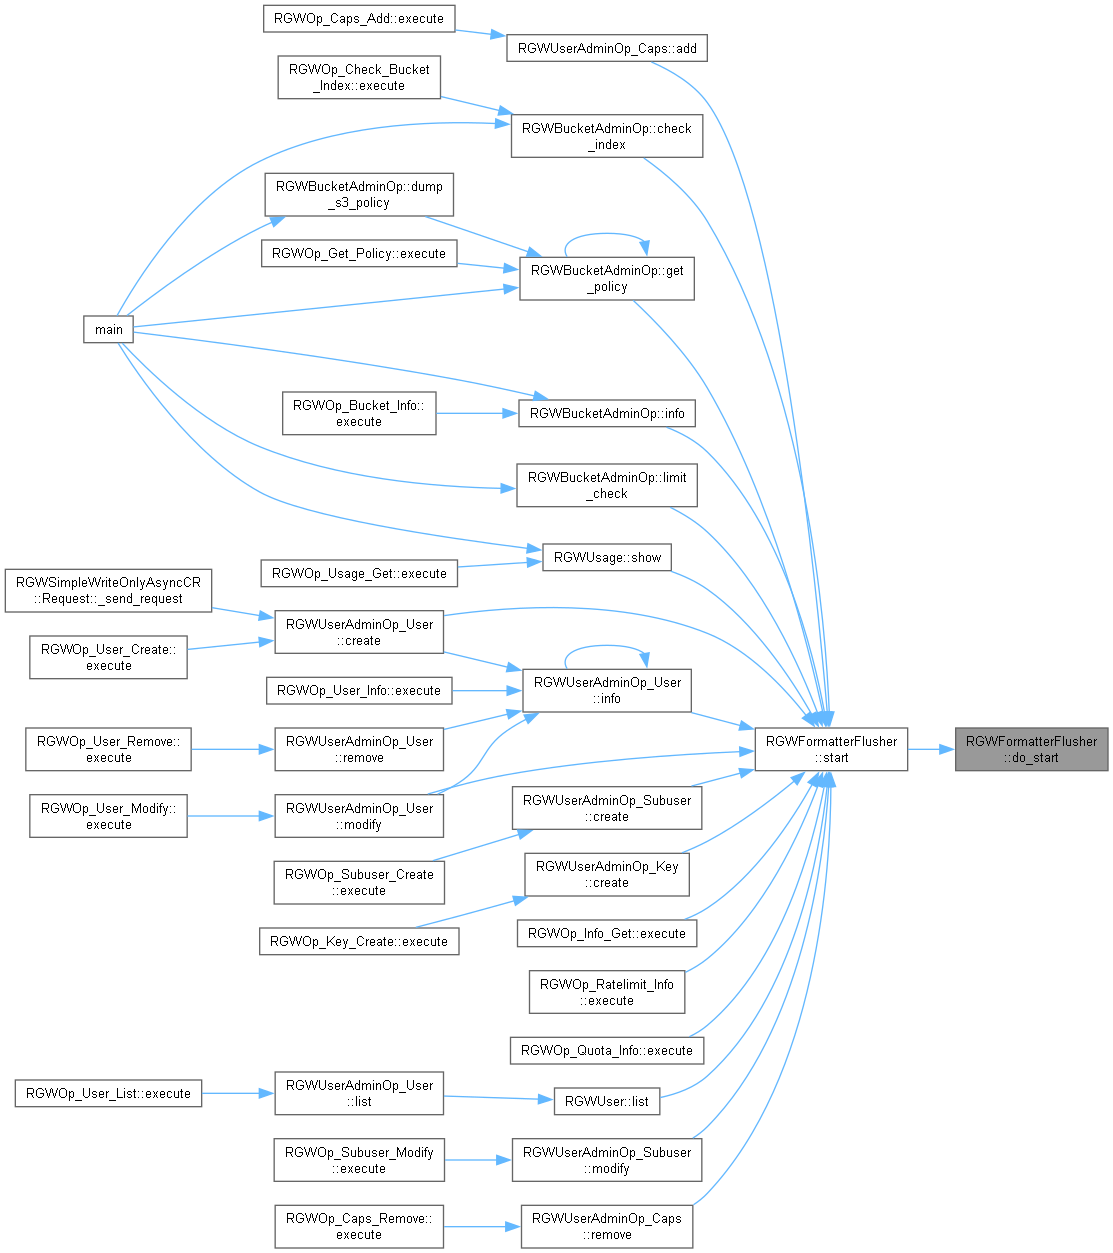 RGWOp_Caps_Add::execute
RGWUserAdminOp_Caps::add
RGWOp_Check_Bucket
_Index::execute
RGWBucketAdminOp::check
_index
RGWBucketAdminOp::dump
_s3_policy
RGWOp_Get_Policy::execute
RGWBucketAdminOp::get
_policy
main
RGWOp_Bucket_Info::
execute
RGWBucketAdminOp::info
RGWBucketAdminOp::limit
_check
RGWUsage::show
RGWOp_Usage_Get::execute
RGWSimpleWriteOnlyAsyncCR
::Request::_send_request
RGWUserAdminOp_User
::create
RGWOp_User_Create::
execute
RGWOp_User_Info::execute
RGWUserAdminOp_User
::info
RGWOp_User_Remove::
execute
RGWUserAdminOp_User
::remove
RGWFormatterFlusher
::start
RGWFormatterFlusher
::do_start
RGWOp_User_Modify::
execute
RGWUserAdminOp_User
::modify
RGWUserAdminOp_Subuser
::create
RGWOp_Subuser_Create
::execute
RGWUserAdminOp_Key
::create
RGWOp_Key_Create::execute
RGWOp_Info_Get::execute
RGWOp_Ratelimit_Info
::execute
RGWOp_Quota_Info::execute
RGWOp_User_List::execute
RGWUserAdminOp_User
::list
RGWUser::list
RGWOp_Subuser_Modify
::execute
RGWUserAdminOp_Subuser
::modify
RGWOp_Caps_Remove::
execute
RGWUserAdminOp_Caps
::remove